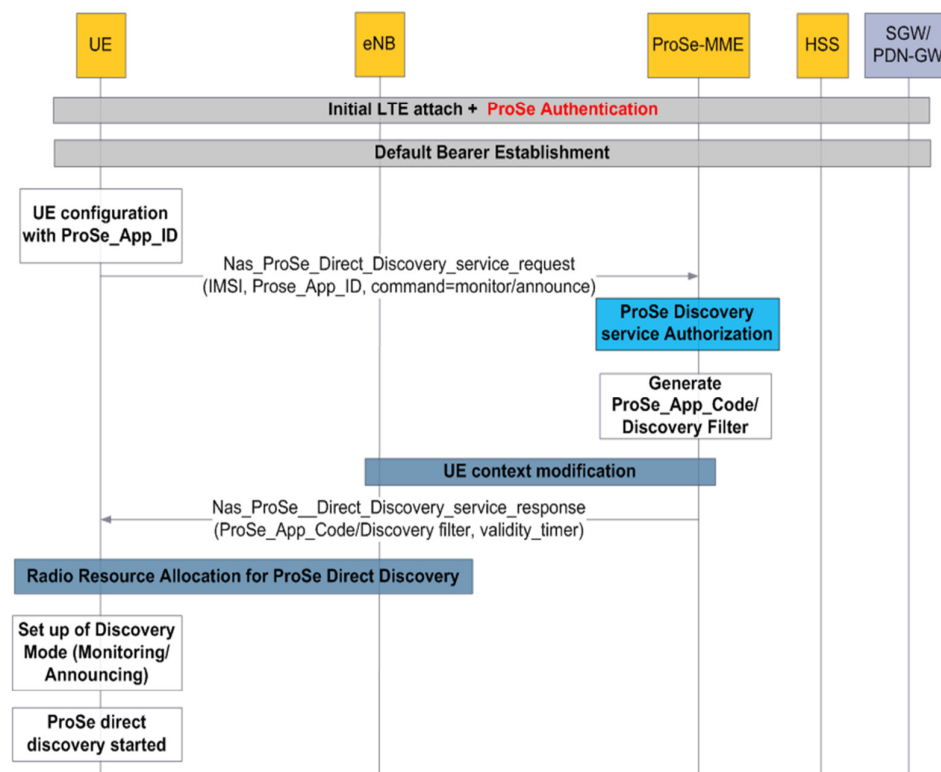 UE
eNB
ProSe-MME
HSS
SGW/
PDN-GW
Initial LTE attach + ProSe Authentication
Default Bearer Establishment
UE configuration
with ProSe_App_ID
Nas_ProSe_Direct_Discovery_service_request
(IMSI, Prose_App_ID, command=monitor/announce)
ProSe Discovery
service Authorization
Generate
ProSe_App_Code/
Discovery Filter
UE context modification
Nas_ProSe__Direct_Discovery_service_response
(ProSe_App_Code/Discovery filter, validity_timer)
Radio Resource Allocation for ProSe Direct Discovery
Set up of Discovery
Mode (Monitoring/
Announcing)
ProSe direct
discovery started